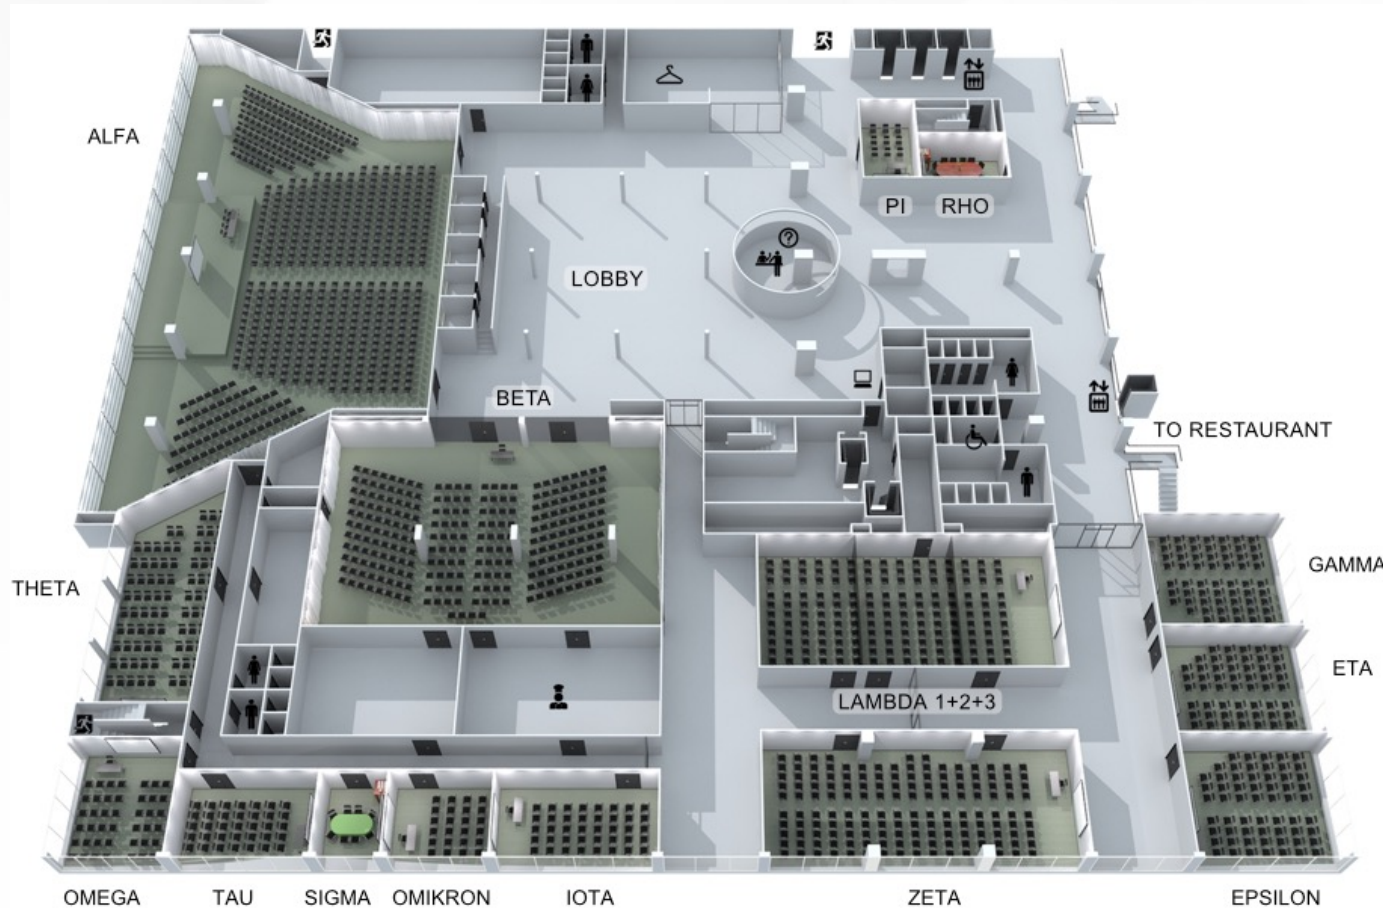 ALFA
PI
RHO
LOBBY
BETA
TO RESTAURANT
GAMMA
THETA
ETA
LAMBDA 1+2+3
OMEGA
TAU
SIGMA
OMIKRON
IOTA
ZETA
EPSILON